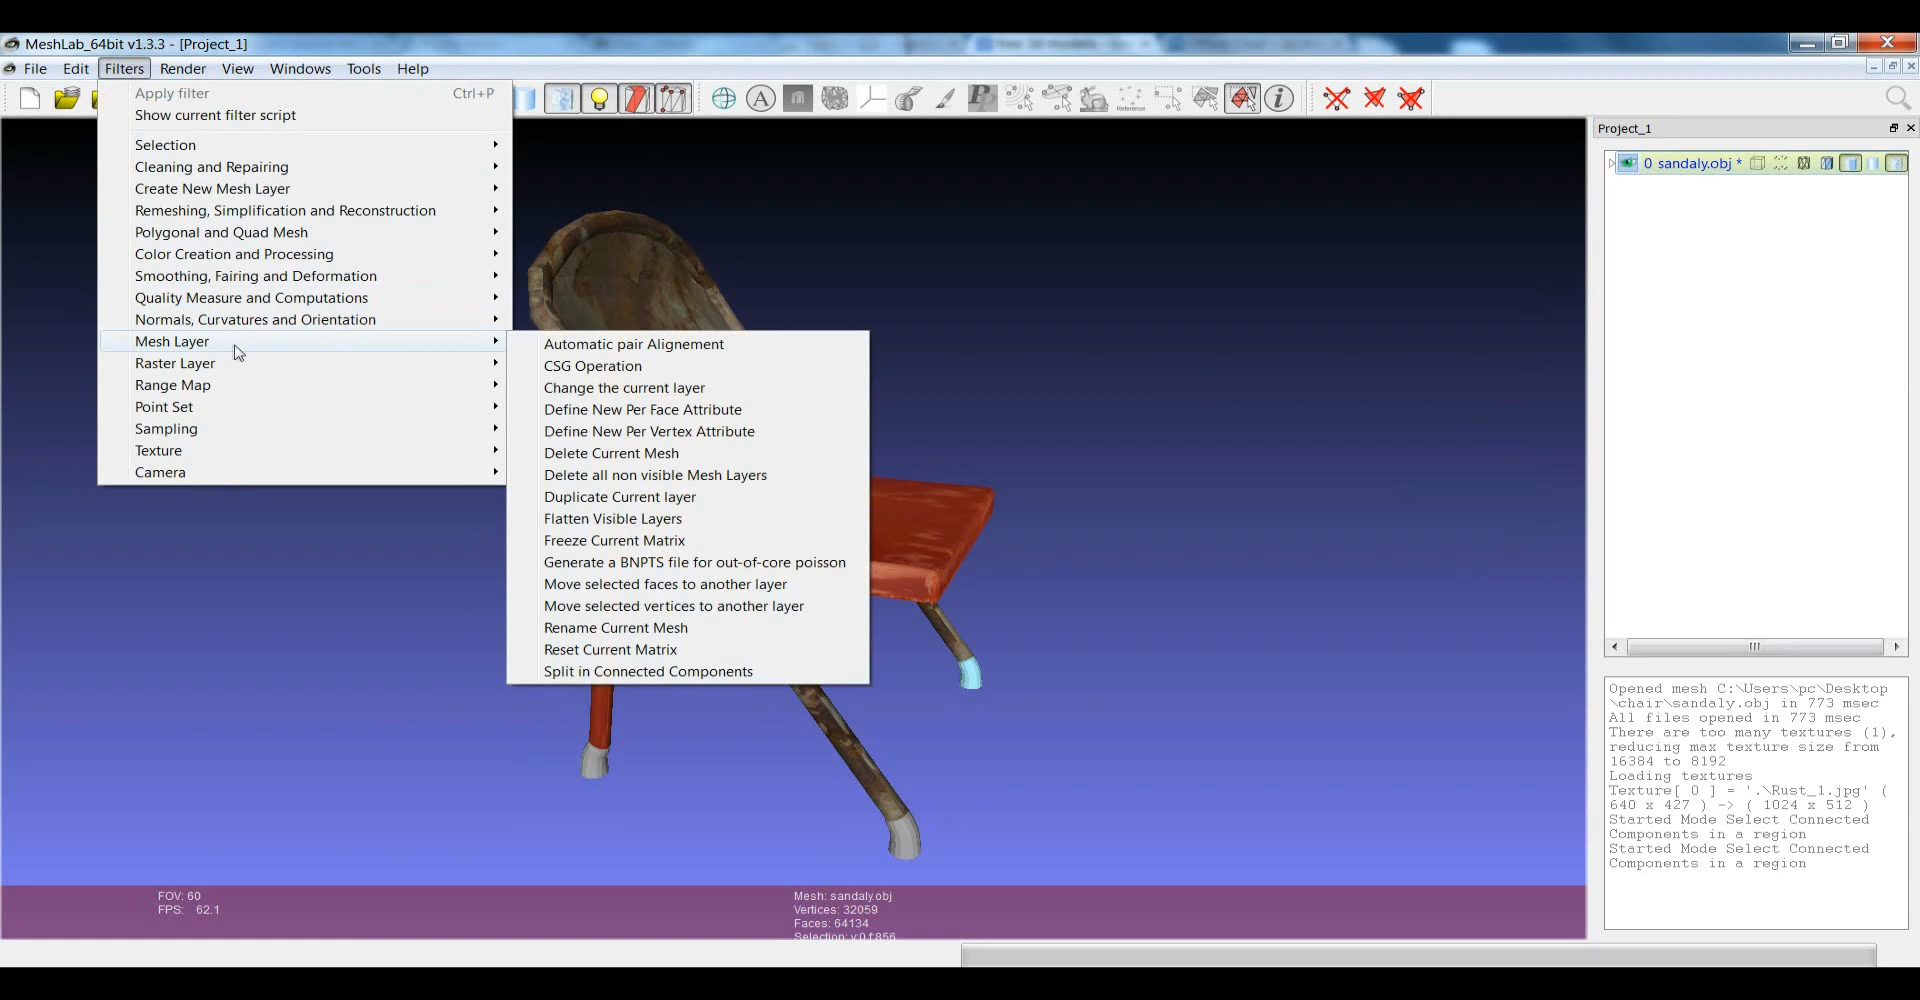 MeshLab_64bit v1.3.3 - [Project_1]
File Edit Filters Render View Windows Tools Help
Apply filter Ctrl+P
Show current filter script
Selection
Cleaning and Repairing
Create New Mesh Layer
Remeshing, Simplification and Reconstruction
Polygonal and Quad Mesh
Color Creation and Processing
Smoothing, Fairing and Deformation
Quality Measure and Computations
Normals, Curvatures and Orientation
Mesh Layer
Raster Layer
Range Map
Point Set
Sampling
Texture
Camera
Automatic pair Alignement
CSG Operation
Change the current layer
Define New Per Face Attribute
Define New Per Vertex Attribute
Delete Current Mesh
Delete all non visible Mesh Layers
Duplicate Current layer
Flatten Visible Layers
Freeze Current Matrix
Generate a BNPTS file for out-of-core poisson
Move selected faces to another layer
Move selected vertices to another layer
Rename Current Mesh
Reset Current Matrix
Split in Connected Components
A
Reference
Project_1
0 sandaly.obj *
Opened mesh C:\Users\pc\Desktop
\chair\sandaly.obj in 773 msec
All files opened in 773 msec
There are too many textures (1),
reducing max texture size from
16384 to 8192
Loading textures
Texture[ 0 ] = '.\Rust_1.jpg' (
640 x 427 ) -> ( 1024 x 512 )
Started Mode Select Connected
Components in a region
Started Mode Select Connected
Components in a region
FOV: 60
FPS: 62.1
Mesh: sandaly.obj
Vertices: 32059
Faces: 64134
Selection: v:0 f:856